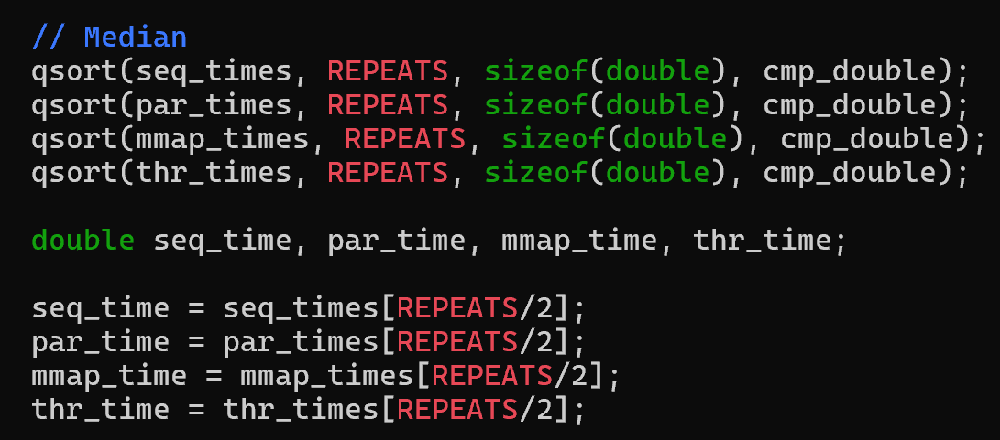 // Median
qsort(seq_times, REPEATS, sizeof(double), cmp_double);
qsort(par_times, REPEATS, sizeof(double), cmp_double);
qsort(mmap_times, REPEATS, sizeof(double), cmp_double);
qsort(thr_times, REPEATS, sizeof(double), cmp_double);
double seq_time, par_time, mmap_time, thr_time;
seq_time = seq_times[REPEATS/2];
par_time = par_times[REPEATS/2];
mmap_time = mmap_times[REPEATS/2];
thr_time = thr_times[REPEATS/2];